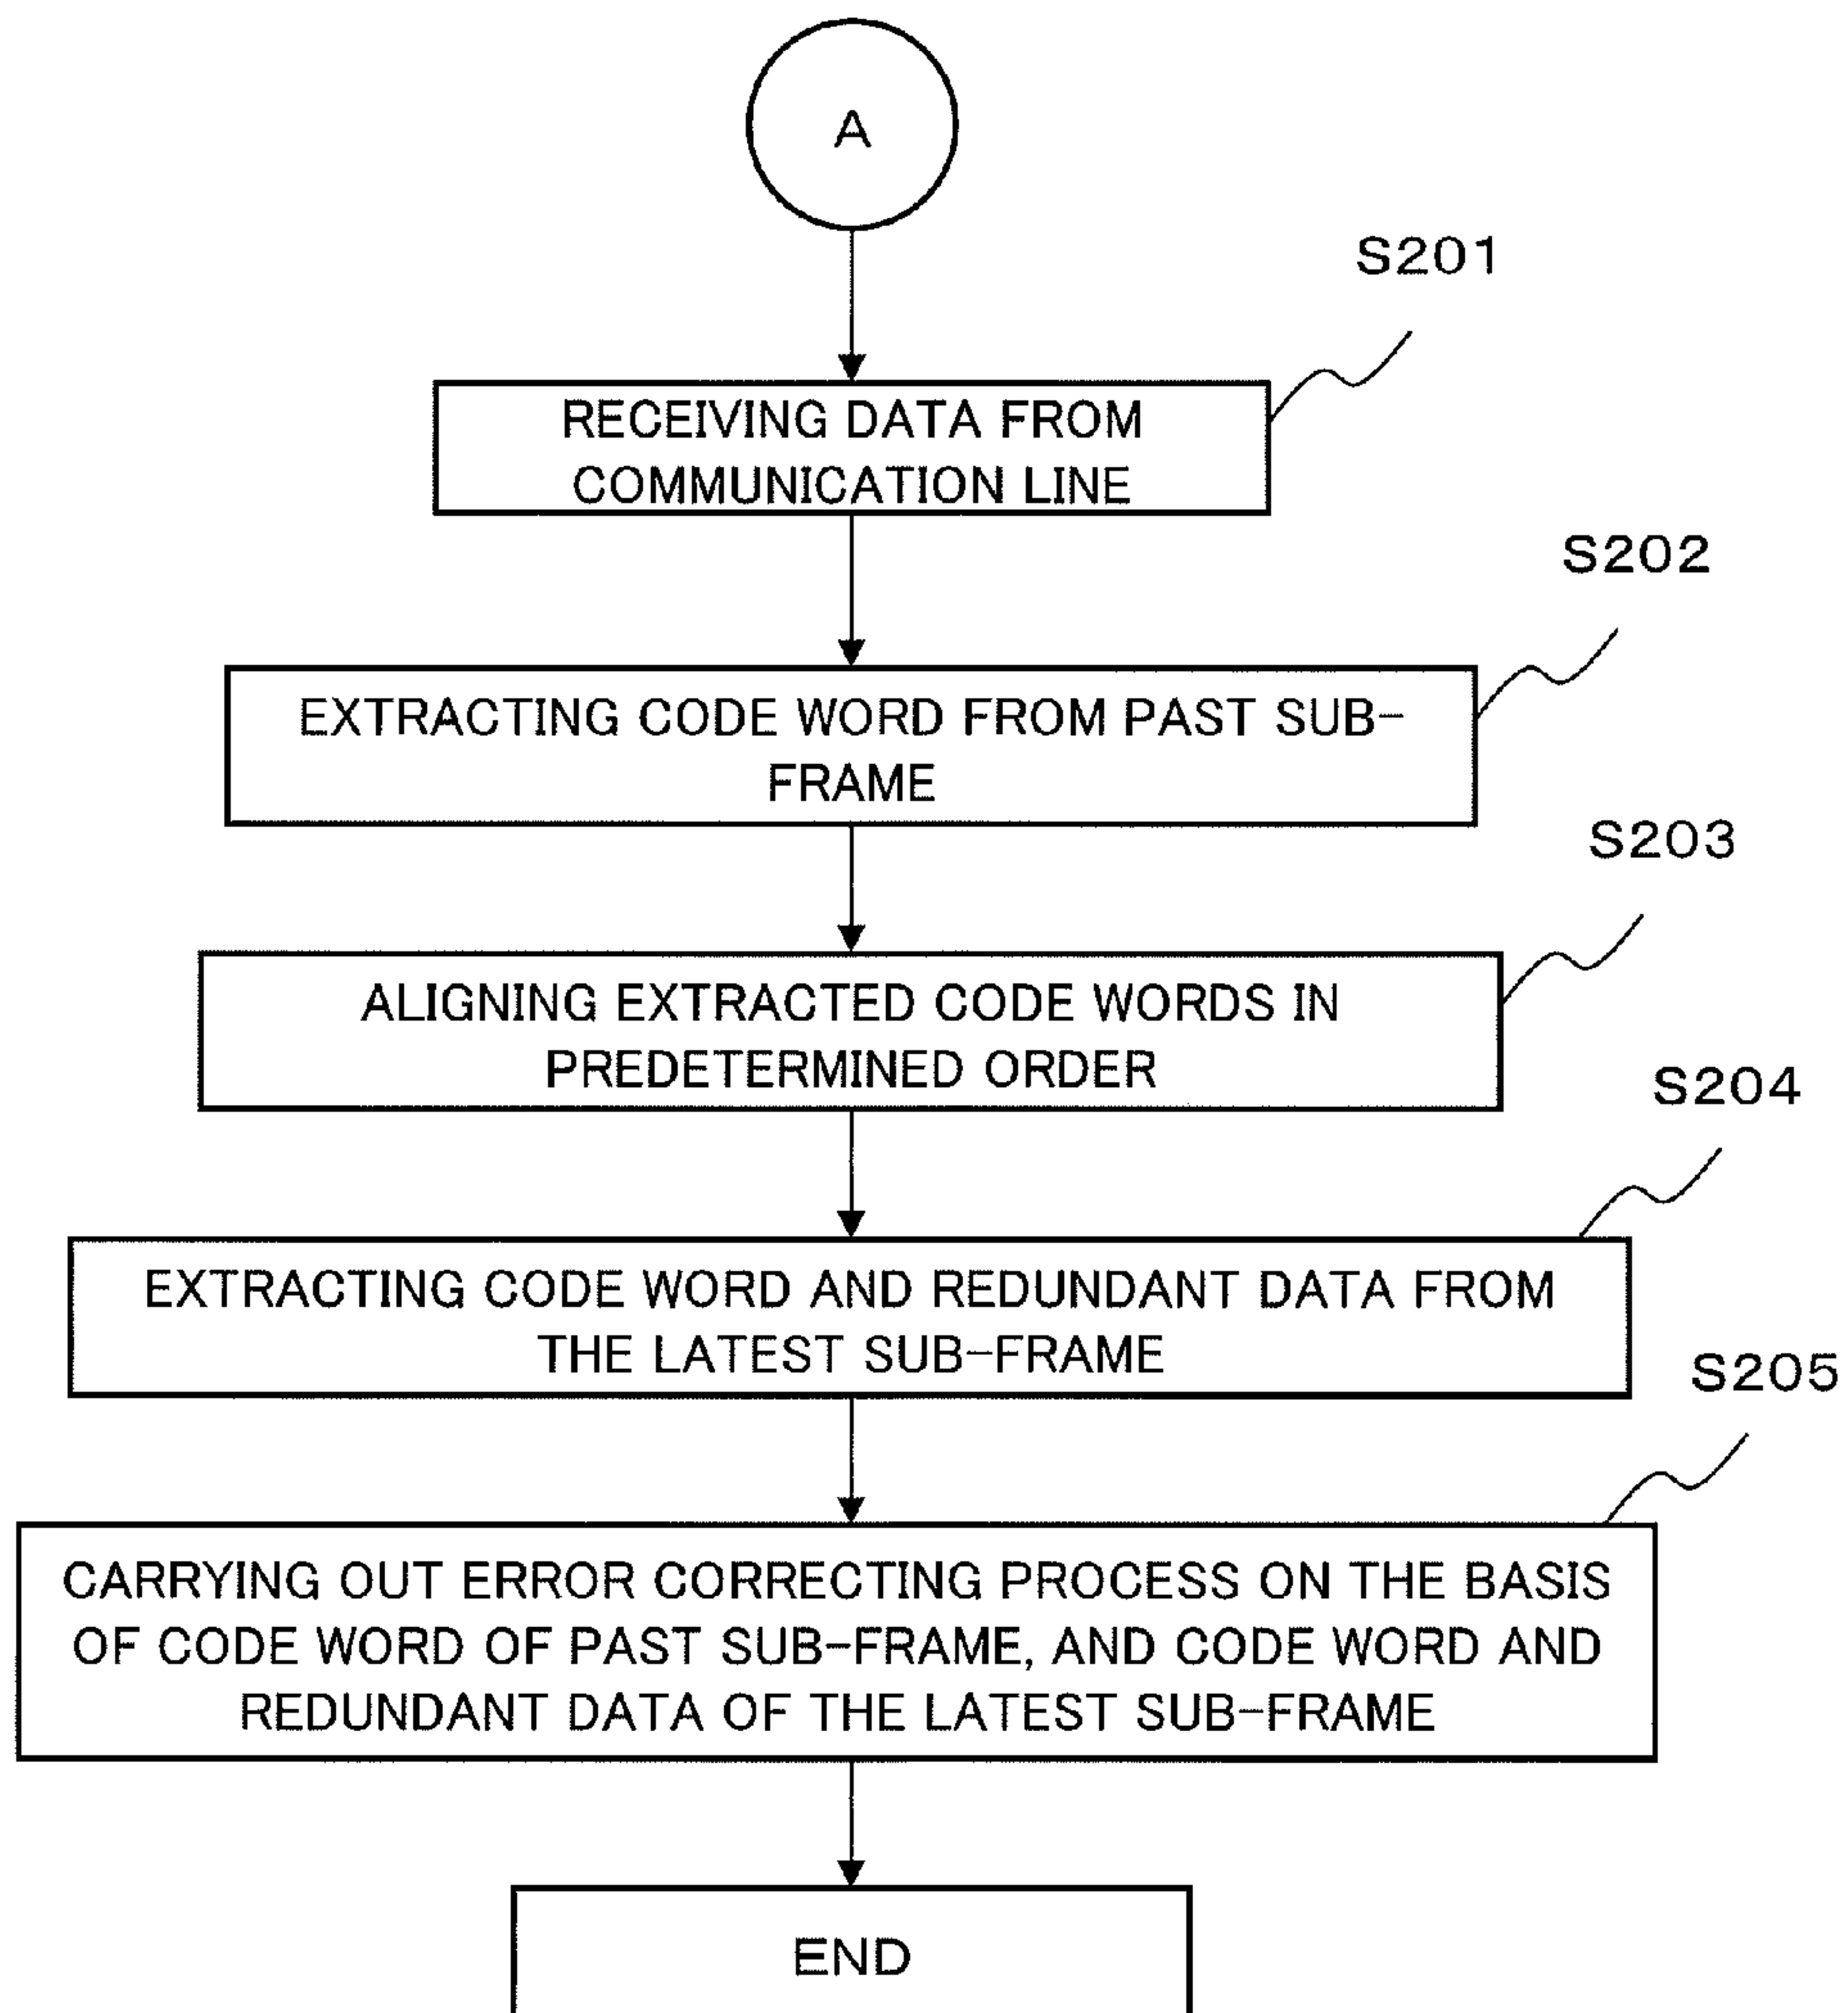 A
S201
RECEIVING DATA FROM
COMMUNICATION LINE
S202
EXTRACTING CODE WORD FROM PAST SUB-
FRAME
S203
ALIGNING EXTRACTED CODE WORDS IN
PREDETERMINED ORDER
S204
EXTRACTING CODE WORD AND REDUNDANT DATA FROM
THE LATEST SUB-FRAME
S205
CARRYING OUT ERROR CORRECTING PROCESS ON THE BASIS
OF CODE WORD OF PAST SUB-FRAME, AND CODE WORD AND
REDUNDANT DATA OF THE LATEST SUB-FRAME
END